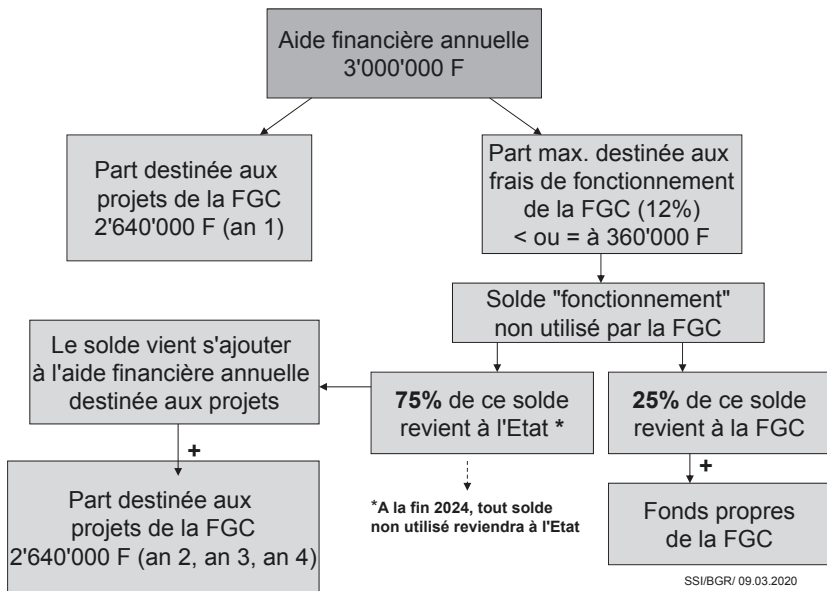 Aide financière annuelle
3'000'000 F
Part destinée aux
projets de la FGC
2'640'000 F (an 1)
Part max. destinée aux
frais de fonctionnement
de la FGC (12%)
< ou = à 360'000 F
Solde "fonctionnement"
non utilisé par la FGC
Le solde vient s'ajouter
à l'aide financière annuelle
destinée aux projets
75% de ce solde
revient à l'Etat *
25% de ce solde
revient à la FGC
+
+
Part destinée aux
projets de la FGC
2'640'000 F (an 2, an 3, an 4)
*A la fin 2024, tout solde
non utilisé reviendra à l'Etat
Fonds propres
de la FGC
SSI/BGR/ 09.03.2020